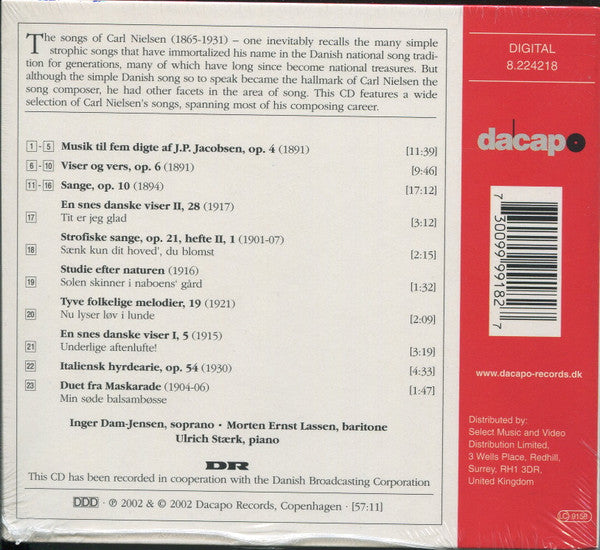 The songs of Carl Nielsen (1865-1931) – one inevitably recalls the many simple
strophic songs that have immortalized his name in the Danish national song tradi-
tion for generations, many of which have long since become national treasures. But
although the simple Danish song so to speak became the hallmark of Carl Nielsen the
song composer, he had other facets in the area of song. This CD features a wide
selection of Carl Nielsen's songs, spanning most of his composing career.
1 - 5 Musik til fem digte af J.P. Jacobsen, op. 4 (1891) [11:39]
6 - 10 Viser og vers, op. 6 (1891) [9:46]
11 - 16 Sange, op. 10 (1894) [17:12]
En snes danske viser II, 28 (1917)
17 Tit er jeg glad [3:12]
Strofiske sange, op. 21, hefte II, 1 (1901-07)
18 Sænk kun dit hoved', du blomst [2:15]
Studie efter naturen (1916)
19 Solen skinner i naboens' gård [1:32]
Tyve folkelige melodier, 19 (1921)
20 Nu lyser løv i lunde [2:09]
En snes danske viser I, 5 (1915)
21 Underlige aftenlufte! [3:19]
22 Italiensk hyrdearie, op. 54 (1930) [4:33]
23 Duet fra Maskarade (1904-06) [1:47]
Min søde balsambøsse
Inger Dam-Jensen, soprano · Morten Ernst Lassen, baritone
Ulrich Stærk, piano
DR
This CD has been recorded in cooperation with the Danish Broadcasting Corporation
DDD · ℗ 2002 & © 2002 Dacapo Records, Copenhagen · [57:11]
DIGITAL
8.224218
dacapo
7 30099 99182 7
www.dacapo-records.dk
Distributed by:
Select Music and Video
Distribution Limited,
3 Wells Place, Redhill,
Surrey, RH1 3DR,
United Kingdom
LC 9158